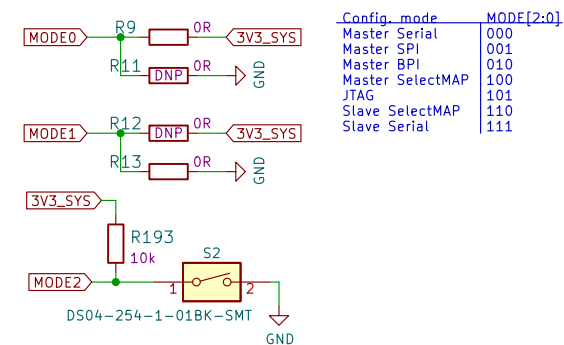 R9 0R
MODE0 3V3_SYS
R11 0R
DNP GND
R12 0R
MODE1 DNP 3V3_SYS
R13
GND
3V3_SYS
R193
10k
S2
MODE2 1 2
DS04-254-1-01BK-SMT
GND
Config. mode MODE[2:0]
Master Serial 000
Master SPI 001
Master BPI 010
Master SelectMAP 100
JTAG 101
Slave SelectMAP 110
Slave Serial 111